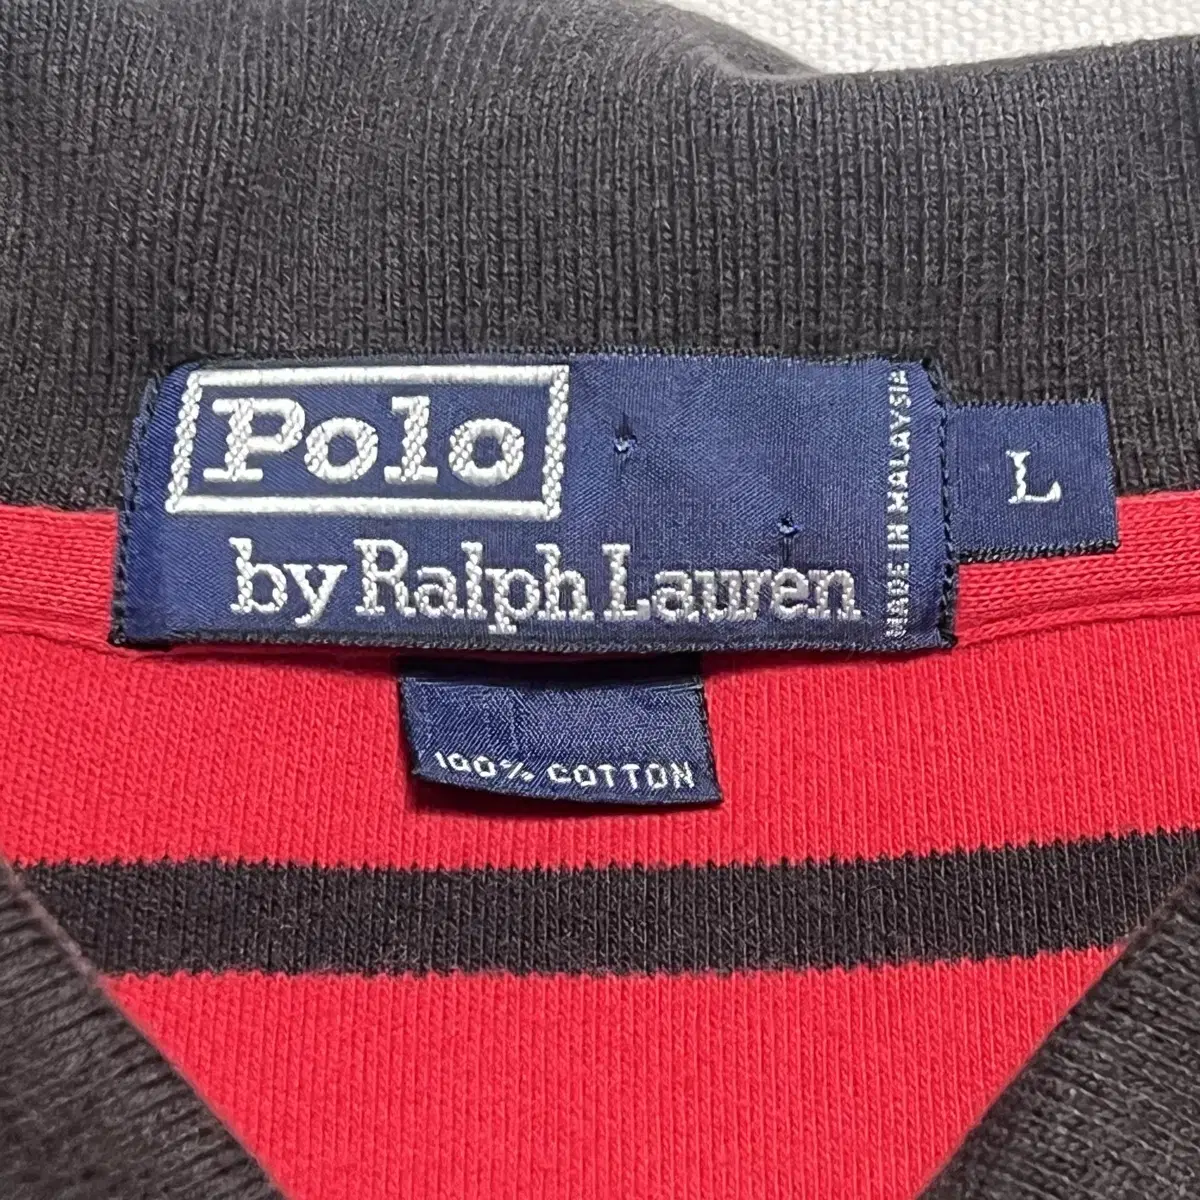 Polo
by Ralph Lauren
MADE IN MALAYSIA
L
100% COTTON